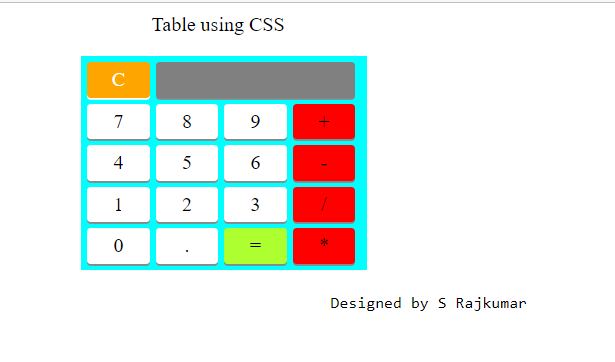 Table using CSS
C
7 8 9 +
4 5 6 -
1 2 3 /
0 . = *
Designed by S Rajkumar